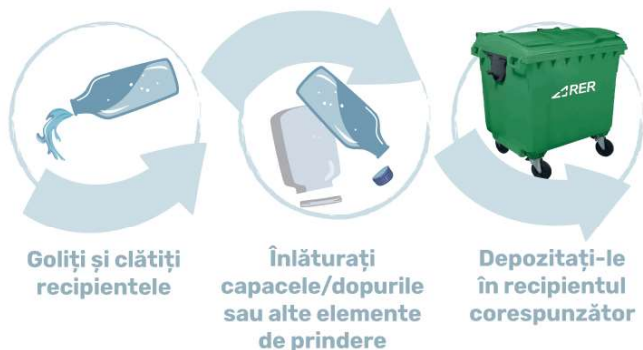 RER
Goliți și clătiți
recipientele
Înlăturați
capacele/dopurile
sau alte elemente
de prindere
Depozitați-le
în recipientul
corespunzător